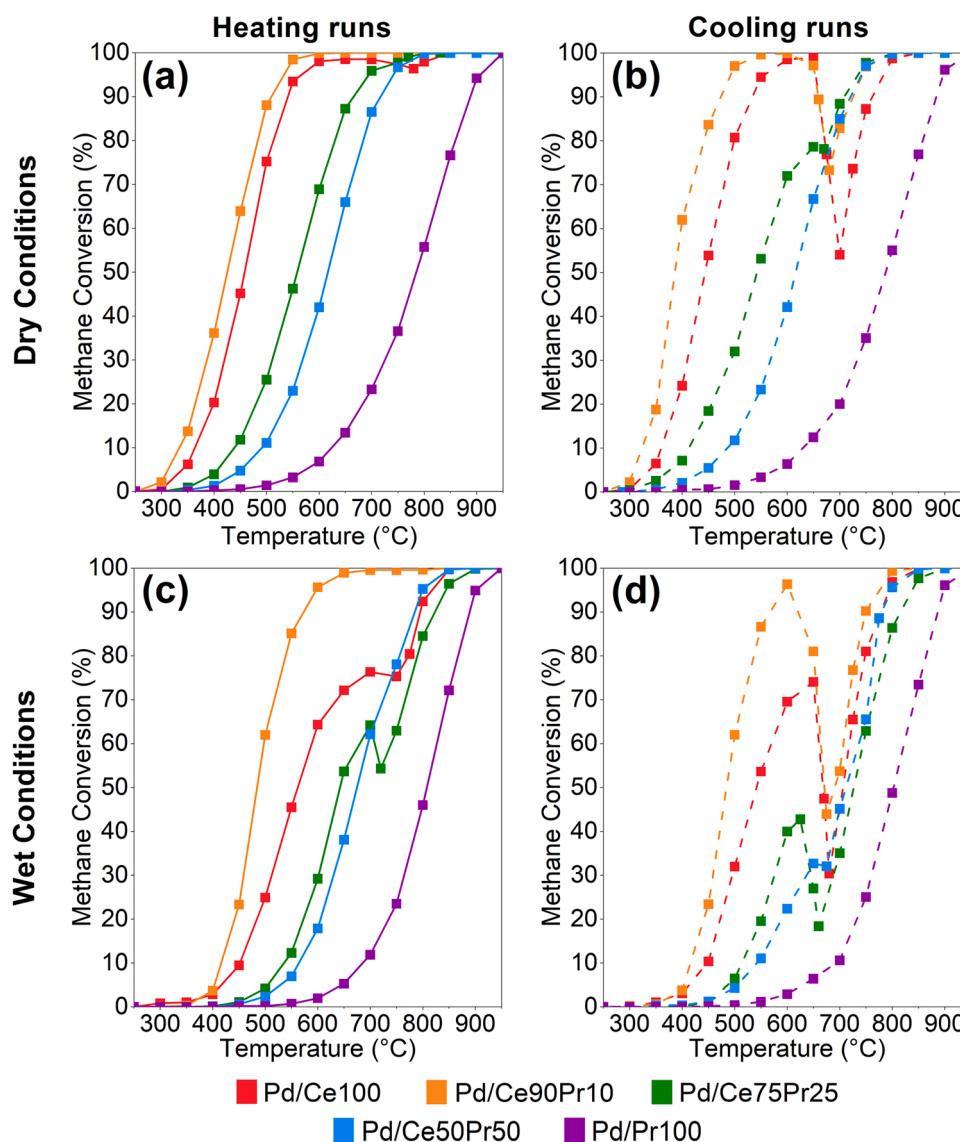 Heating runs
Cooling runs
Dry Conditions
Methane Conversion (%)
100
90
80
70
60
50
40
30
20
10
0
(a)
300 400 500 600 700 800 900
Temperature (°C)
Methane Conversion (%)
100
90
80
70
60
50
40
30
20
10
0
(b)
300 400 500 600 700 800 900
Temperature (°C)
Wet Conditions
Methane Conversion (%)
100
90
80
70
60
50
40
30
20
10
0
(c)
300 400 500 600 700 800 900
Temperature (°C)
Methane Conversion (%)
100
90
80
70
60
50
40
30
20
10
0
(d)
300 400 500 600 700 800 900
Temperature (°C)
Pd/Ce100 Pd/Ce90Pr10 Pd/Ce75Pr25
Pd/Ce50Pr50 Pd/Pr100